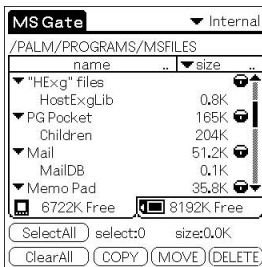 MS Gate Internal
/PALM/PROGRAMS/MSFILES
name .. size ..
"HExg" files
HostExgLib 0.8K
PG Pocket 165K
Children 204K
Mail 51.2K
MailDB 0.1K
Memo Pad 35.8K
6722K Free 8192K Free
SelectAll select:0 size:0.0K
ClearAll COPY MOVE DELETE